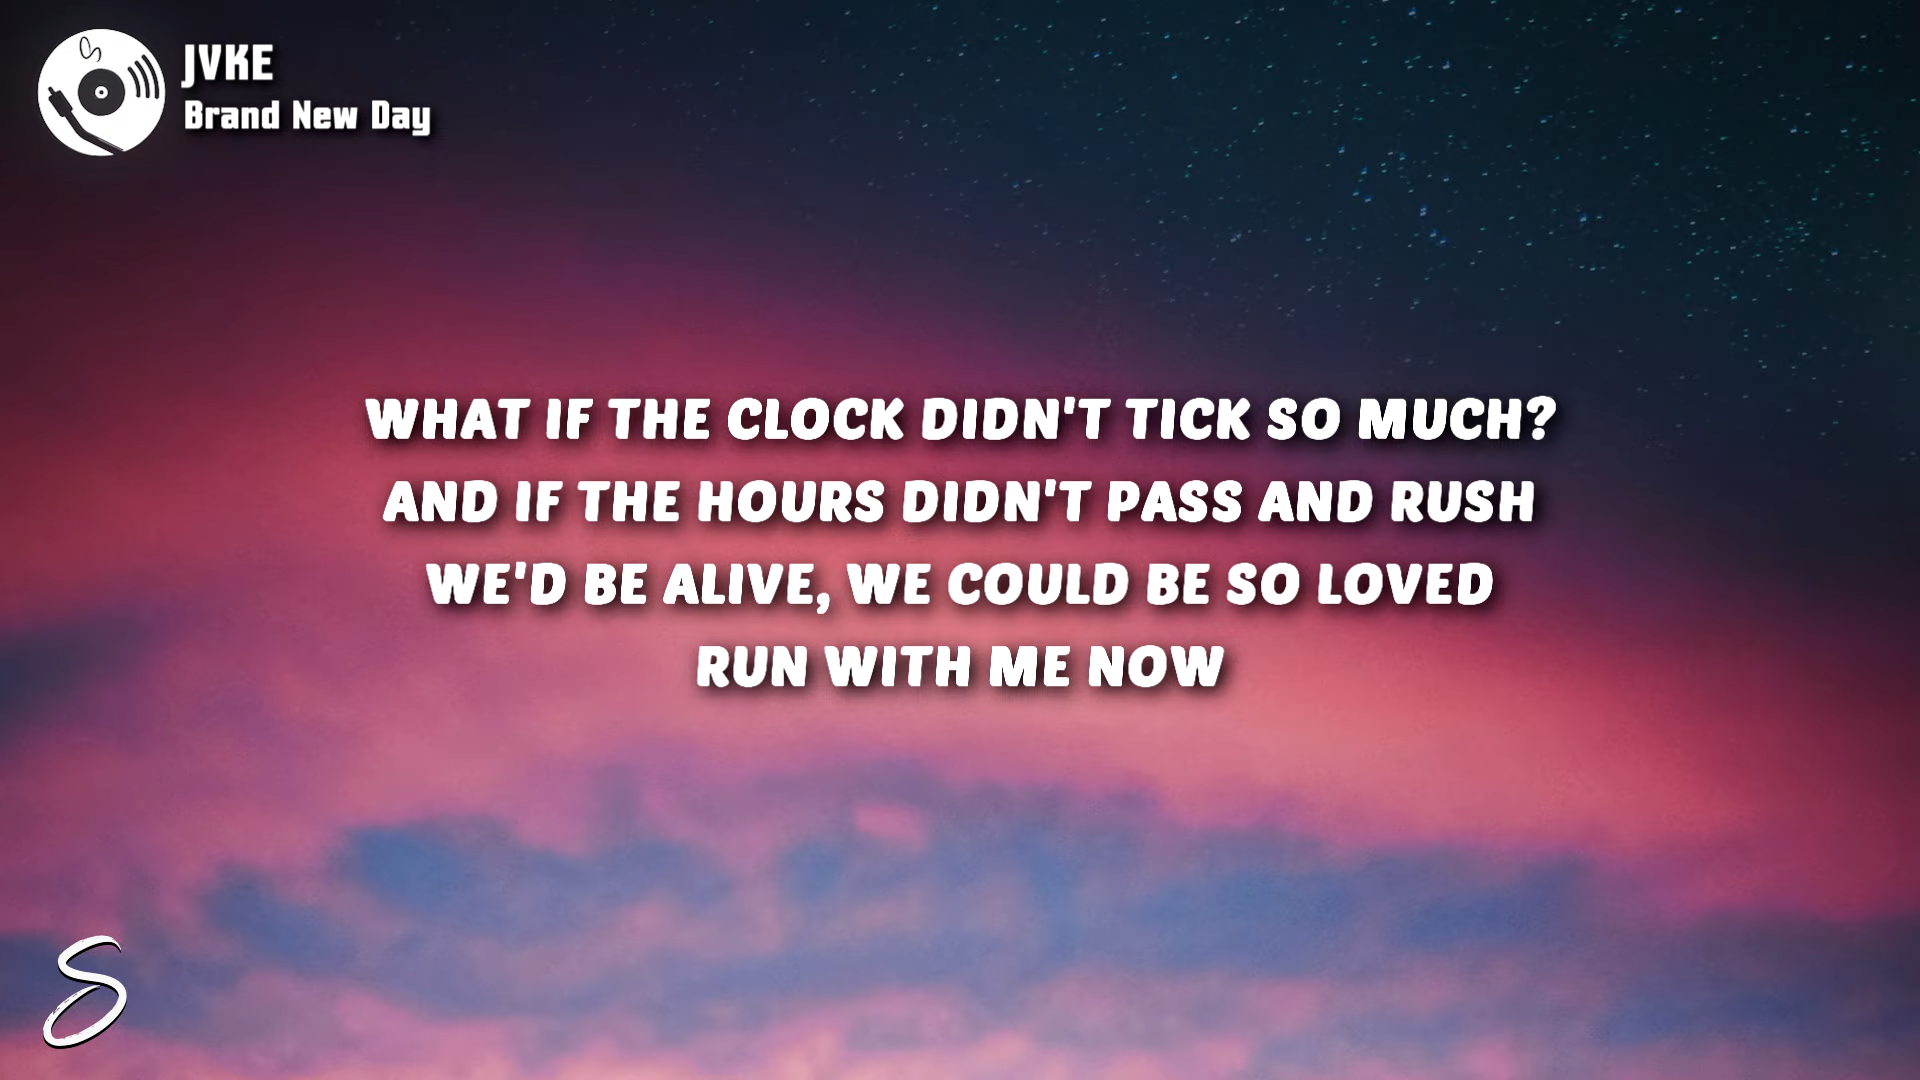 JVKE
Brand New Day
WHAT IF THE CLOCK DIDN'T TICK SO MUCH?
AND IF THE HOURS DIDN'T PASS AND RUSH
WE'D BE ALIVE, WE COULD BE SO LOVED
RUN WITH ME NOW
S